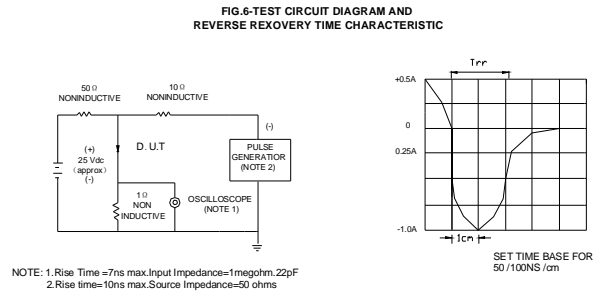 FIG.6-TEST CIRCUIT DIAGRAM AND
REVERSE REXOVERY TIME CHARACTERISTIC
50 Ω
NONINDUCTIVE
10 Ω
NONINDUCTIVE
(+)
25 Vdc
(approx)
(-)
D.U.T
1 Ω
NON
INDUCTIVE
OSCILLOSCOPE
(NOTE 1)
(-)
PULSE
GENERATIOR
(NOTE 2)
Trr
+0.5A
0
0.25A
-1.0A
1cm
SET TIME BASE FOR
50 /100NS /cm
NOTE: 1.Rise Time =7ns max.Input Impedance=1megohm.22pF
2.Rise time=10ns max.Source Impedance=50 ohms